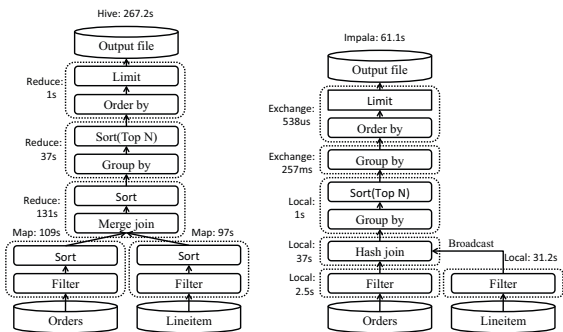 Hive: 267.2s
Output file
Reduce:
1s
Limit
Order by
Reduce:
37s
Sort(Top N)
Group by
Reduce:
131s
Sort
Merge join
Map: 109s
Map: 97s
Sort
Sort
Filter
Filter
Orders
Lineitem
Impala: 61.1s
Output file
Exchange:
538us
Limit
Order by
Exchange:
257ms
Group by
Local:
1s
Sort(Top N)
Group by
Local:
37s
Hash join
Broadcast
Local: 31.2s
Local:
2.5s
Filter
Filter
Orders
Lineitem